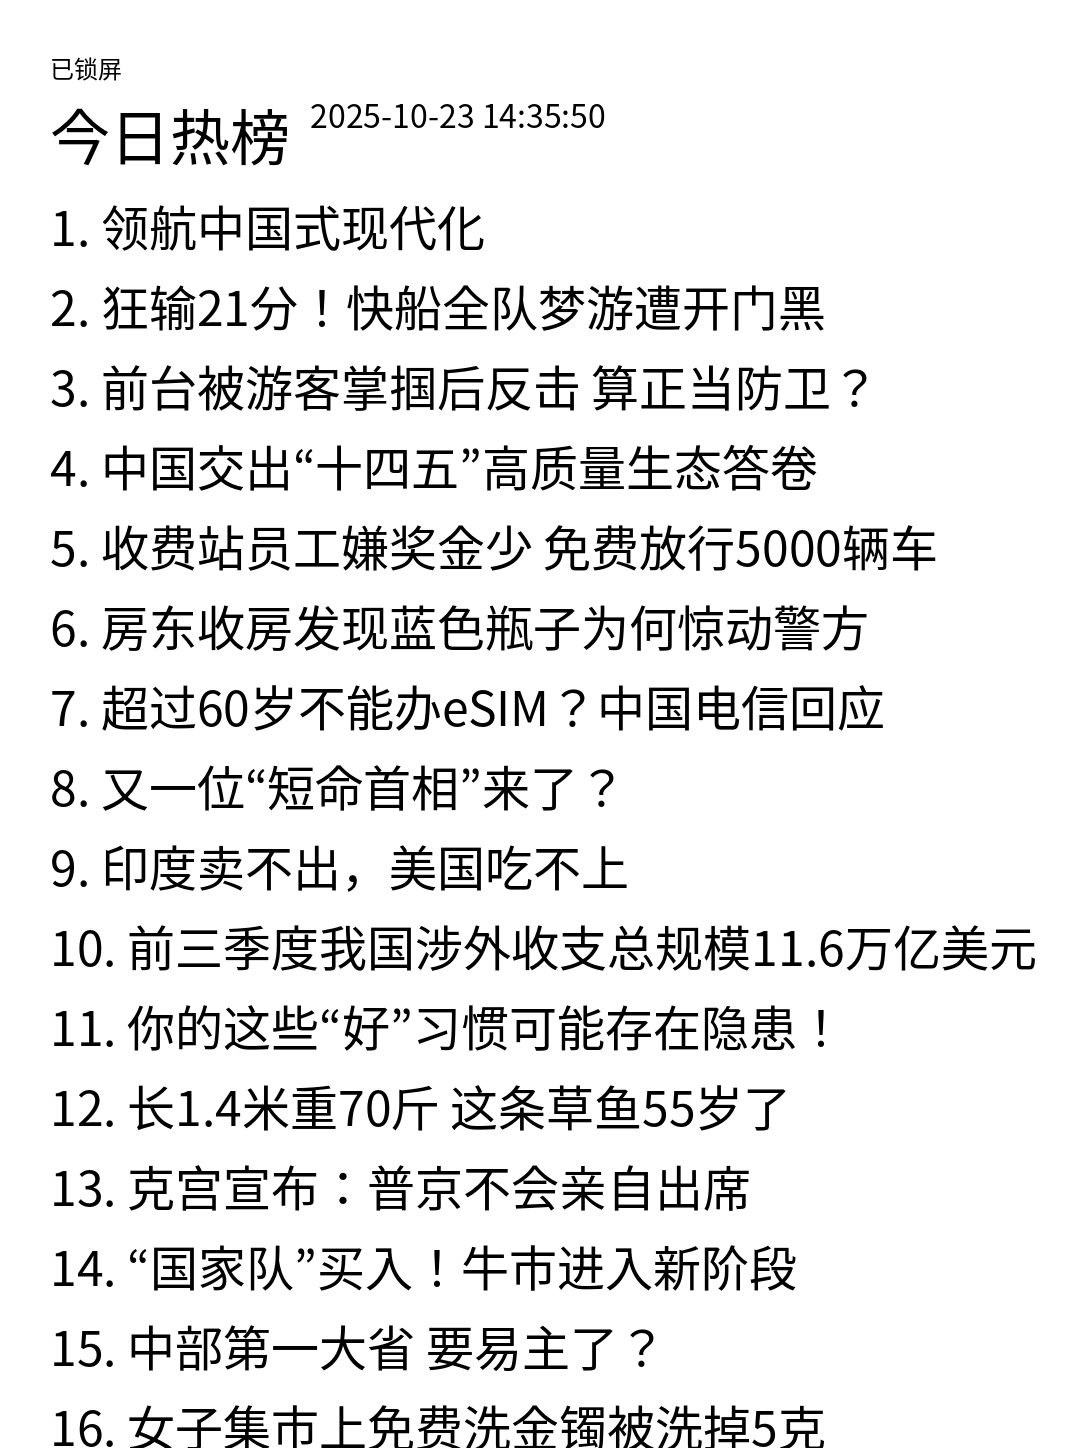 已锁屏
今日热榜 2025-10-23 14:35:50
1. 领航中国式现代化
2. 狂输21分！快船全队梦游遭开门黑
3. 前台被游客掌掴后反击 算正当防卫？
4. 中国交出“十四五”高质量生态答卷
5. 收费站员工嫌奖金少 免费放行5000辆车
6. 房东收房发现蓝色瓶子为何惊动警方
7. 超过60岁不能办eSIM？中国电信回应
8. 又一位“短命首相”来了？
9. 印度卖不出，美国吃不上
10. 前三季度我国涉外收支总规模11.6万亿美元
11. 你的这些“好”习惯可能存在隐患！
12. 长1.4米重70斤 这条草鱼55岁了
13. 克宫宣布：普京不会亲自出席
14. “国家队”买入！牛市进入新阶段
15. 中部第一大省 要易主了？
16. 女子集市上免费洗金镯被洗掉5克